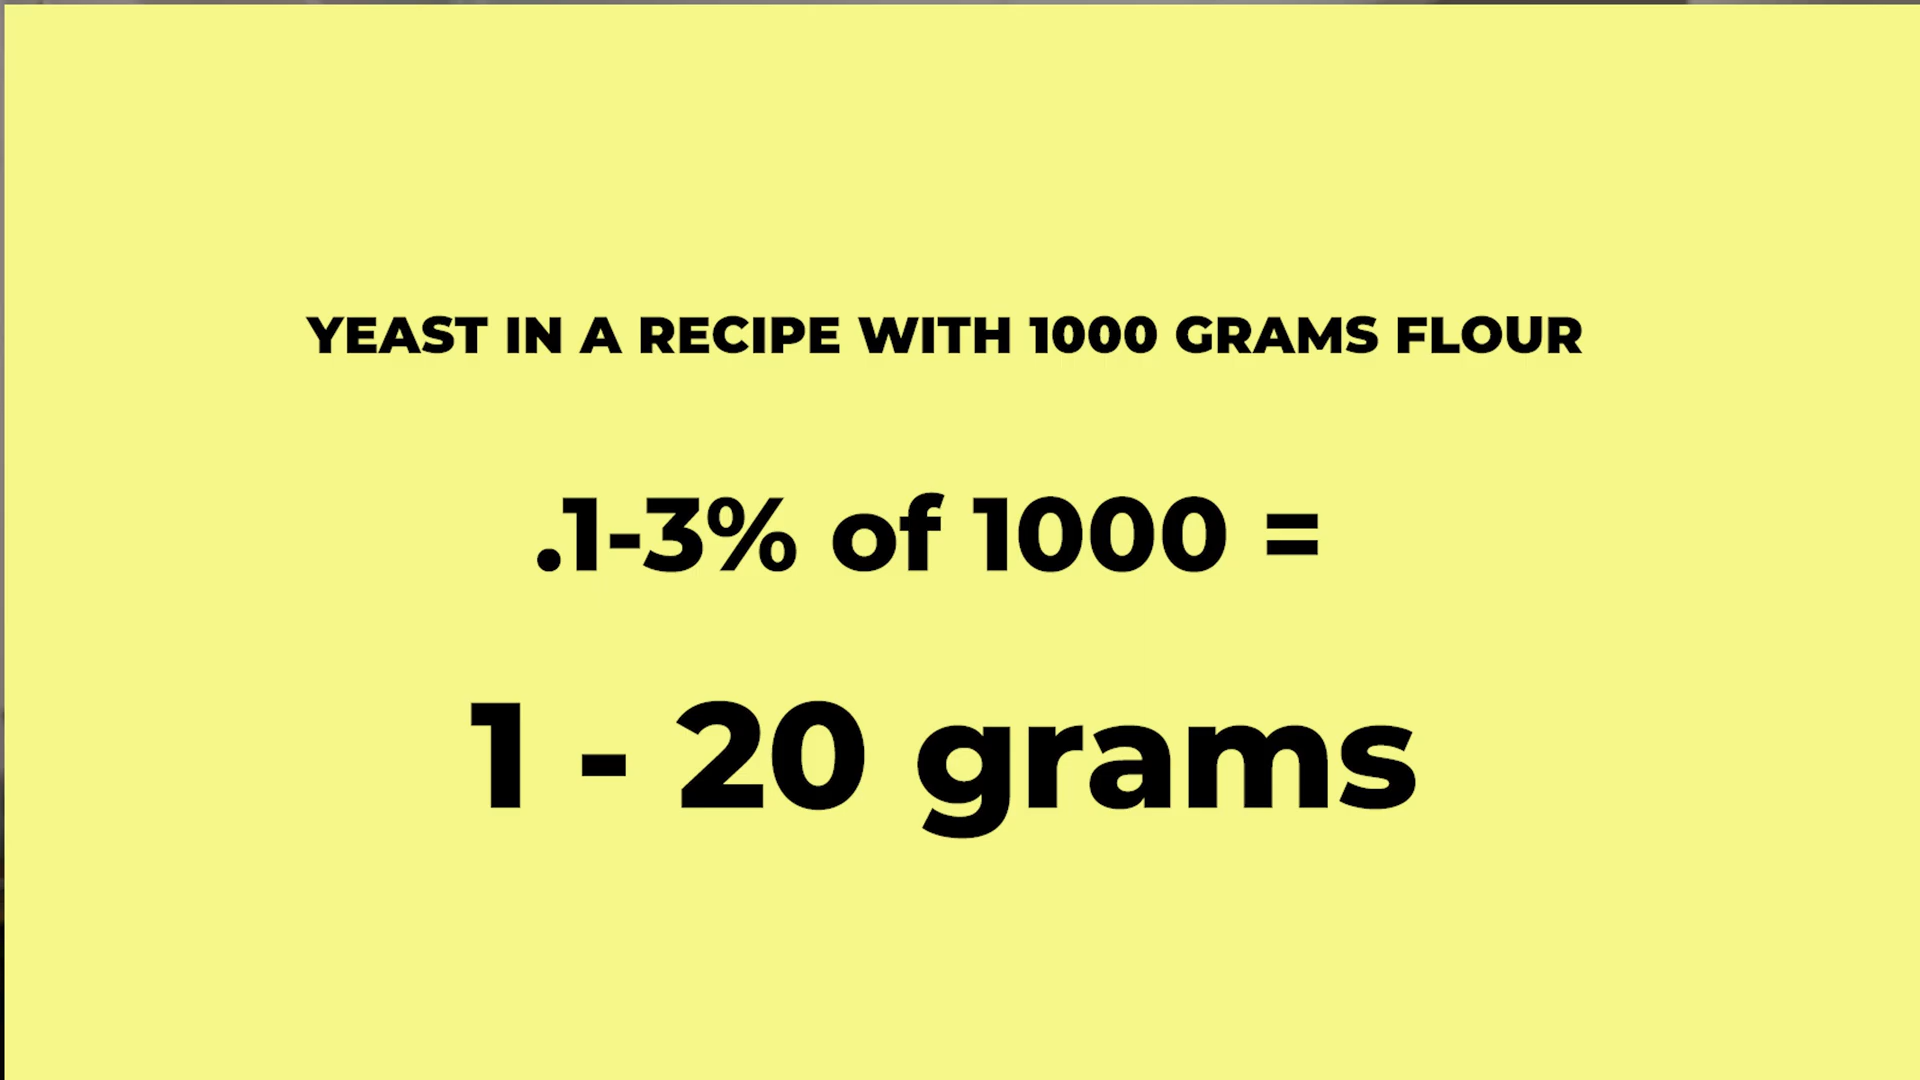 YEAST IN A RECIPE WITH 1000 GRAMS FLOUR
.1-3% of 1000 =
1 - 20 grams